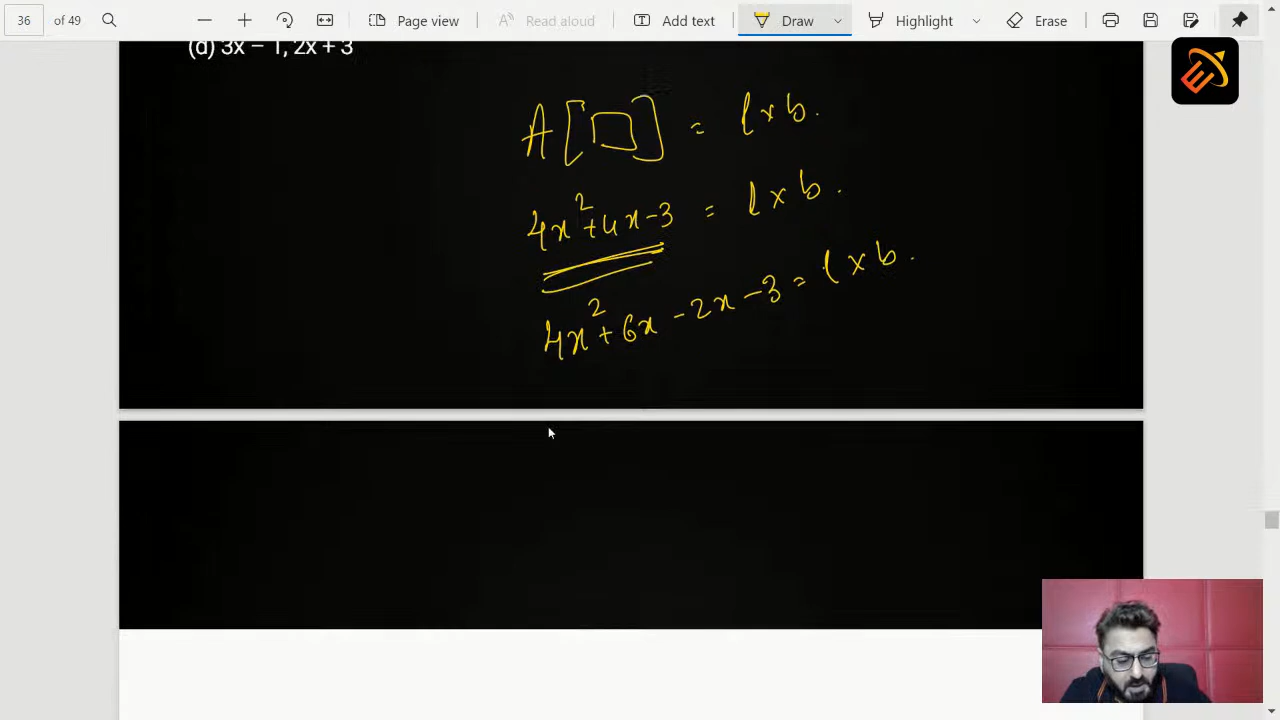 36 of 49 Page view Read aloud Add text Draw Highlight Erase
(d) 3x – 1, 2x + 3
A[□] = l×b.
4x²+4x-3 = l×b.
4x²+6x-2x-3 = l×b.